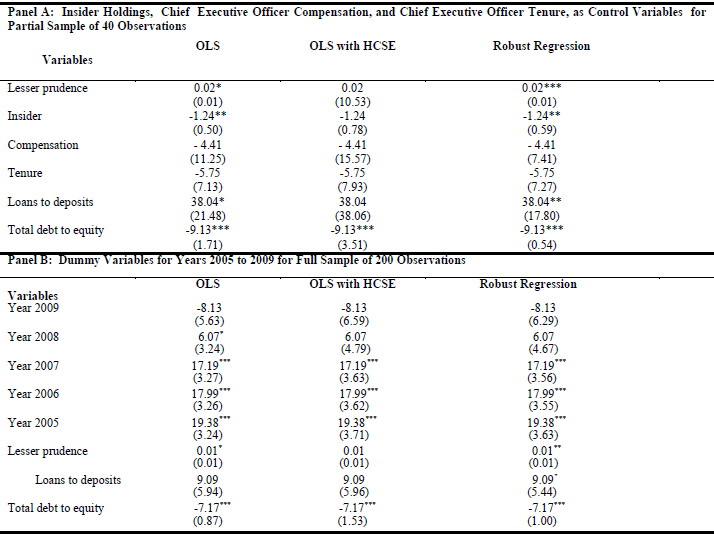 Panel A: Insider Holdings, Chief Executive Officer Compensation, and Chief Executive Officer Tenure, as Control Variables for
Partial Sample of 40 Observations
OLS OLS with HCSE Robust Regression
Variables
Lesser prudence 0.02* 0.02 0.02***
(0.01) (10.53) (0.01)
Insider -1.24** -1.24 -1.24**
(0.50) (0.78) (0.59)
Compensation - 4.41 - 4.41 - 4.41
(11.25) (15.57) (7.41)
Tenure -5.75 -5.75 -5.75
(7.13) (7.93) (7.27)
Loans to deposits 38.04* 38.04 38.04**
(21.48) (38.06) (17.80)
Total debt to equity -9.13*** -9.13*** -9.13***
(1.71) (3.51) (0.54)
Panel B: Dummy Variables for Years 2005 to 2009 for Full Sample of 200 Observations
OLS OLS with HCSE Robust Regression
Variables
Year 2009 -8.13 -8.13 -8.13
(5.63) (6.59) (6.29)
Year 2008 6.07* 6.07 6.07
(3.24) (4.79) (4.67)
Year 2007 17.19*** 17.19*** 17.19***
(3.27) (3.63) (3.56)
Year 2006 17.99*** 17.99*** 17.99***
(3.26) (3.62) (3.55)
Year 2005 19.38*** 19.38*** 19.38***
(3.24) (3.71) (3.63)
Lesser prudence 0.01* 0.01 0.01**
(0.01) (0.01) (0.01)
Loans to deposits 9.09 9.09 9.09*
(5.94) (5.96) (5.44)
Total debt to equity -7.17*** -7.17*** -7.17***
(0.87) (1.53) (1.00)